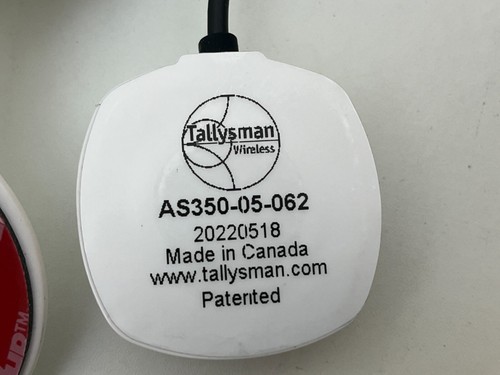 Tallysman
Wireless
AS350-05-062
20220518
Made in Canada
www.tallysman.com
Patented